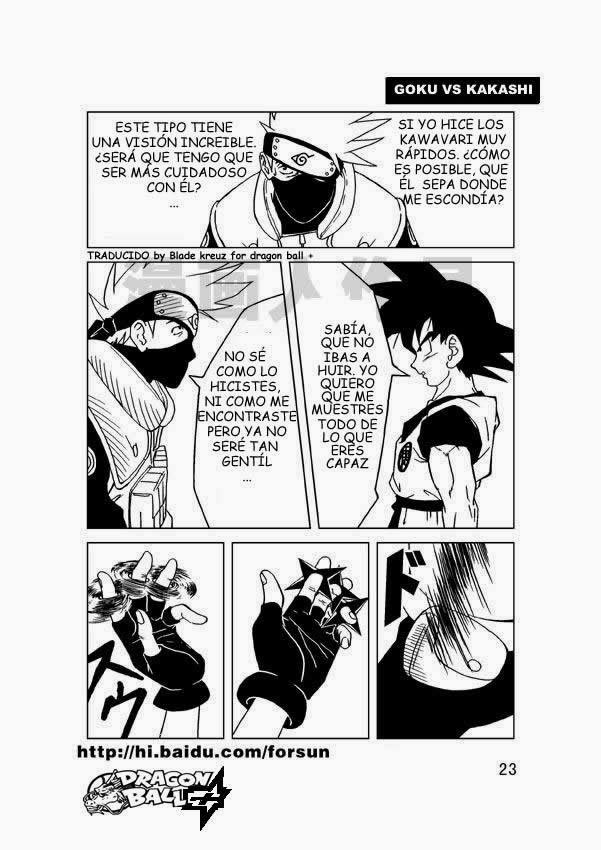 GOKU VS KAKASHI
ESTE TIPO TIENE
UNA VISIÓN INCREIBLE.
¿SERÁ QUE TENGO QUE
SER MÁS CUIDADOSO
CON ÉL?
...
SI YO HICE LOS
KAWAVARI MUY
RÁPIDOS. ¿CÓMO
ES POSIBLE, QUE
ÉL SEPA DONDE
ME ESCONDÍA?
TRADUCIDO by Blade kreuz for dragon ball +
NO SÉ
COMO LO
HICISTES,
NI COMO ME
ENCONTRASTE
PERO YA NO
SERÉ TAN
GENTÍL
...
SABÍA,
QUE NO
IBAS A
HUIR. YO
QUIERO
QUE ME
MUESTRES
TODO DE
LO QUE
ERES
CAPAZ
スウ
ド
http://hi.baidu.com/forsun
23
DRAGON
BALL